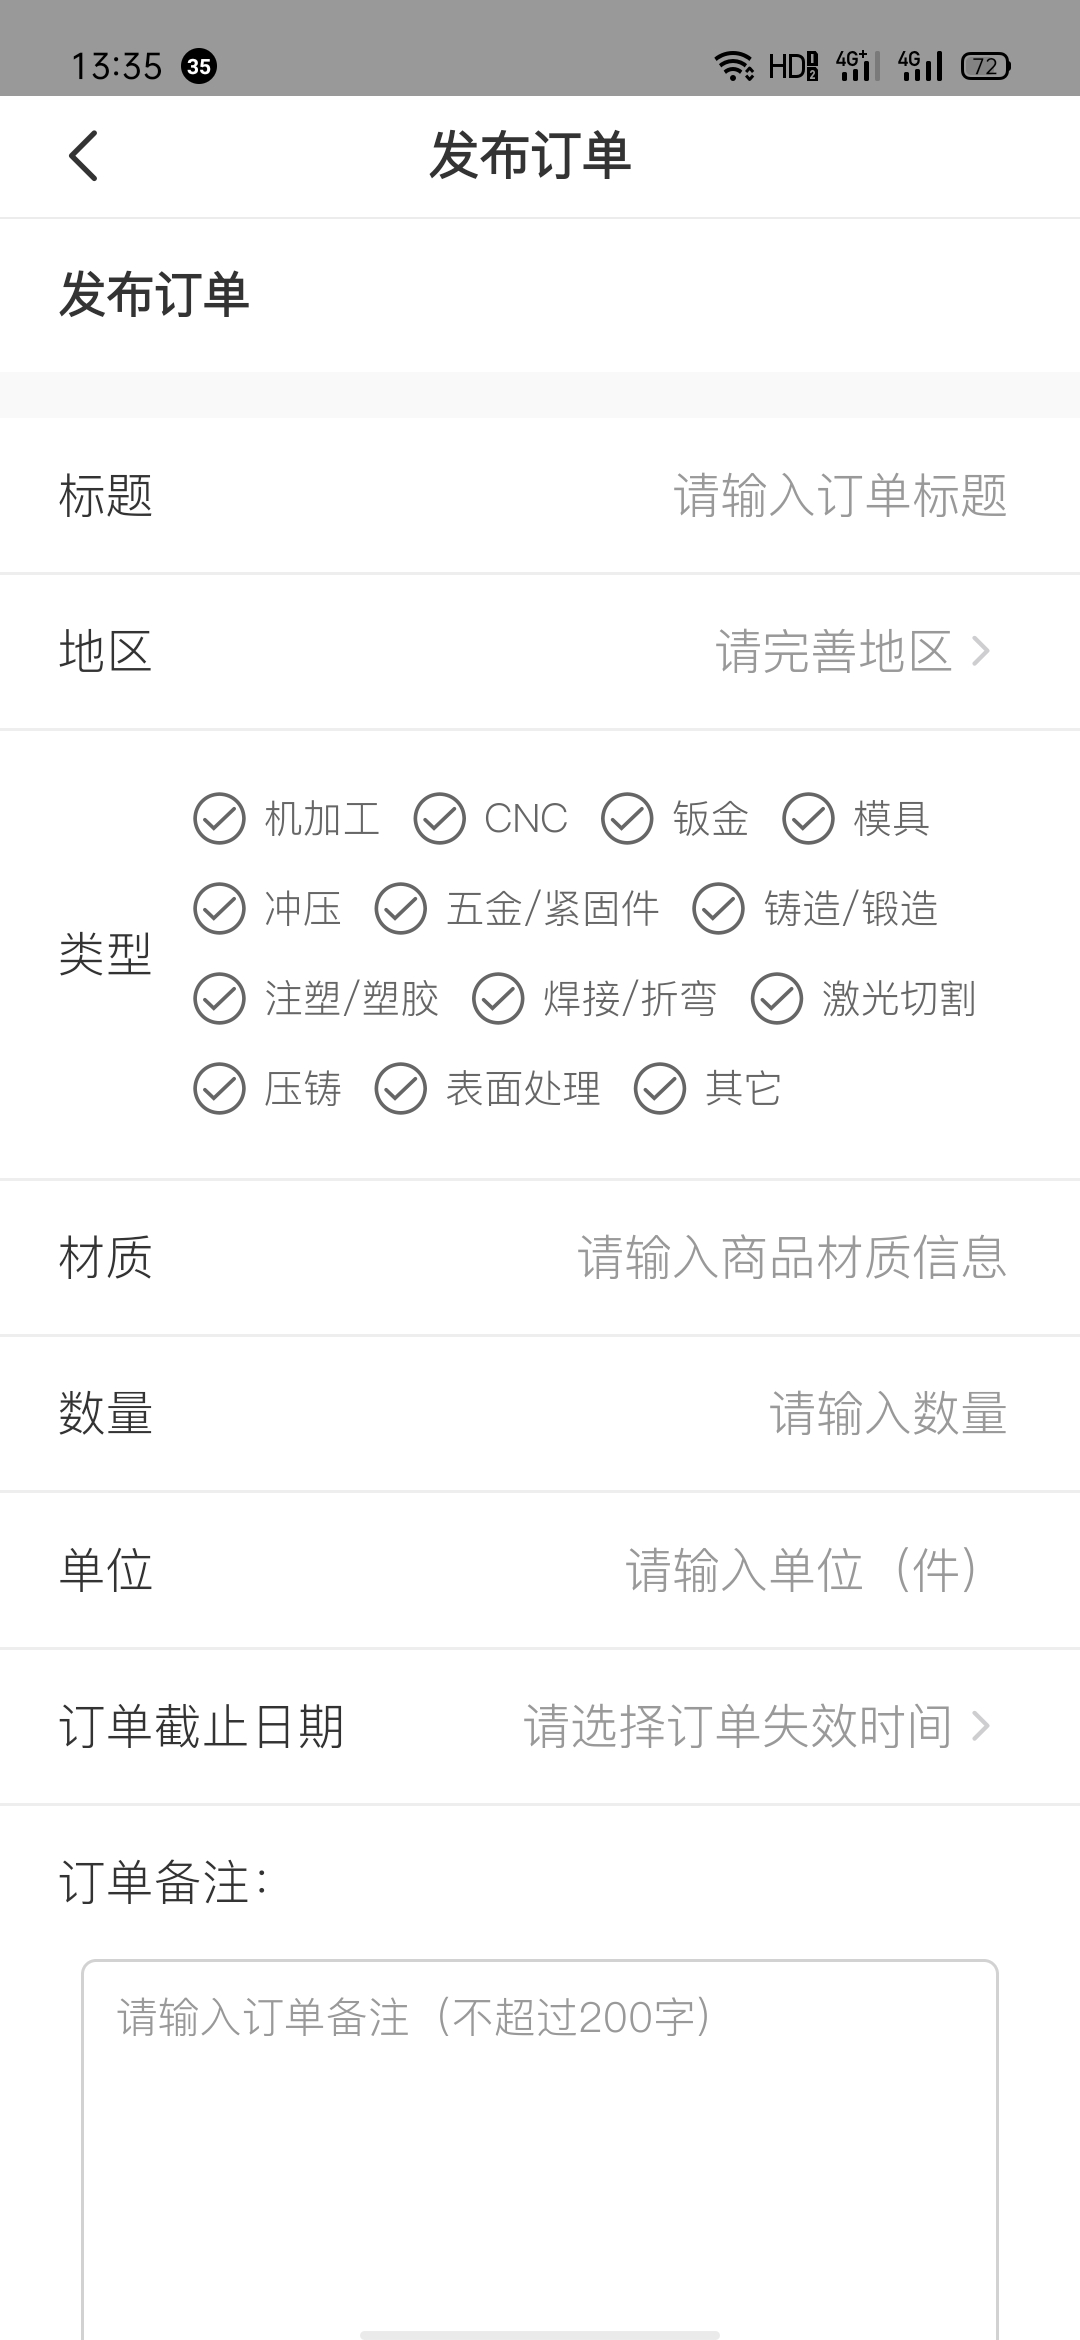 13:35 35 HD 1 2 4G+ 4G 72
发布订单
发布订单
标题 请输入订单标题
地区 请完善地区
机加工 CNC 钣金 模具
冲压 五金/紧固件 铸造/锻造
类型
注塑/塑胶 焊接/折弯 激光切割
压铸 表面处理 其它
材质 请输入商品材质信息
数量 请输入数量
单位 请输入单位（件）
订单截止日期 请选择订单失效时间
订单备注：
请输入订单备注（不超过200字）